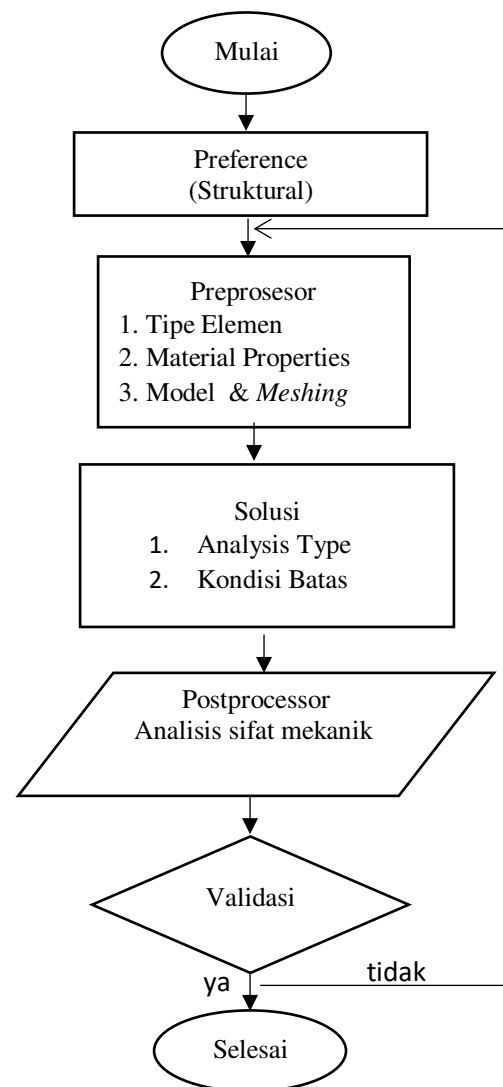 Mulai
Preference
(Struktural)
Preprosesor
1. Tipe Elemen
2. Material Properties
3. Model & Meshing
Solusi
1. Analysis Type
2. Kondisi Batas
Postprocessor
Analisis sifat mekanik
Validasi
ya
tidak
Selesai